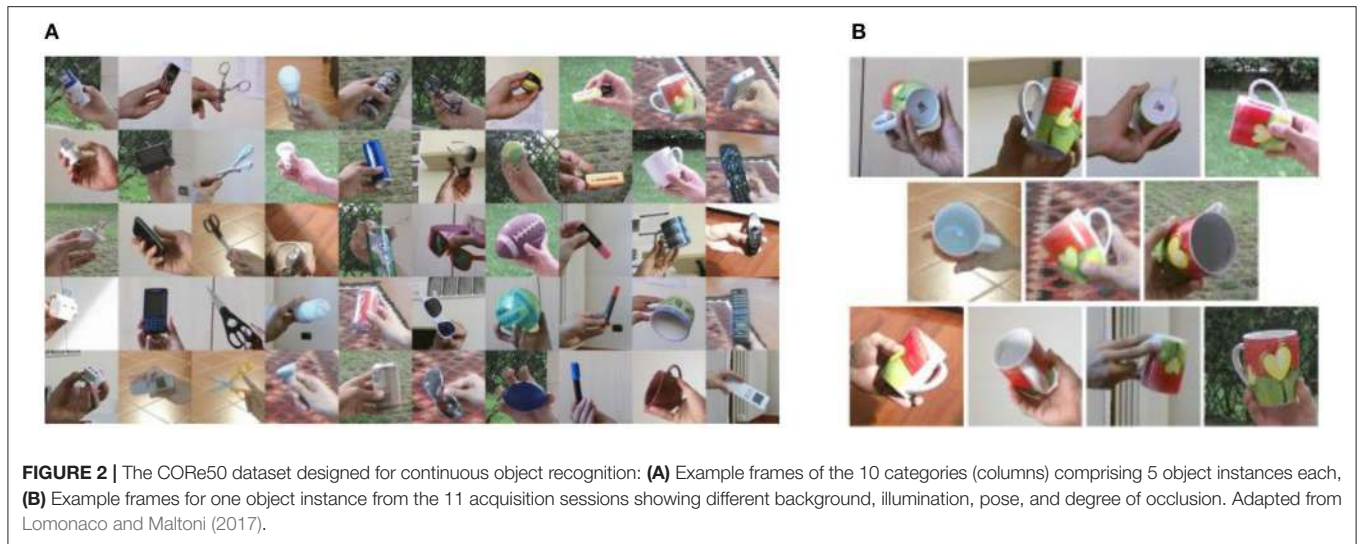 A
B
FIGURE 2 | The CORe50 dataset designed for continuous object recognition: (A) Example frames of the 10 categories (columns) comprising 5 object instances each,
(B) Example frames for one object instance from the 11 acquisition sessions showing different background, illumination, pose, and degree of occlusion. Adapted from
Lomonaco and Maltoni (2017).